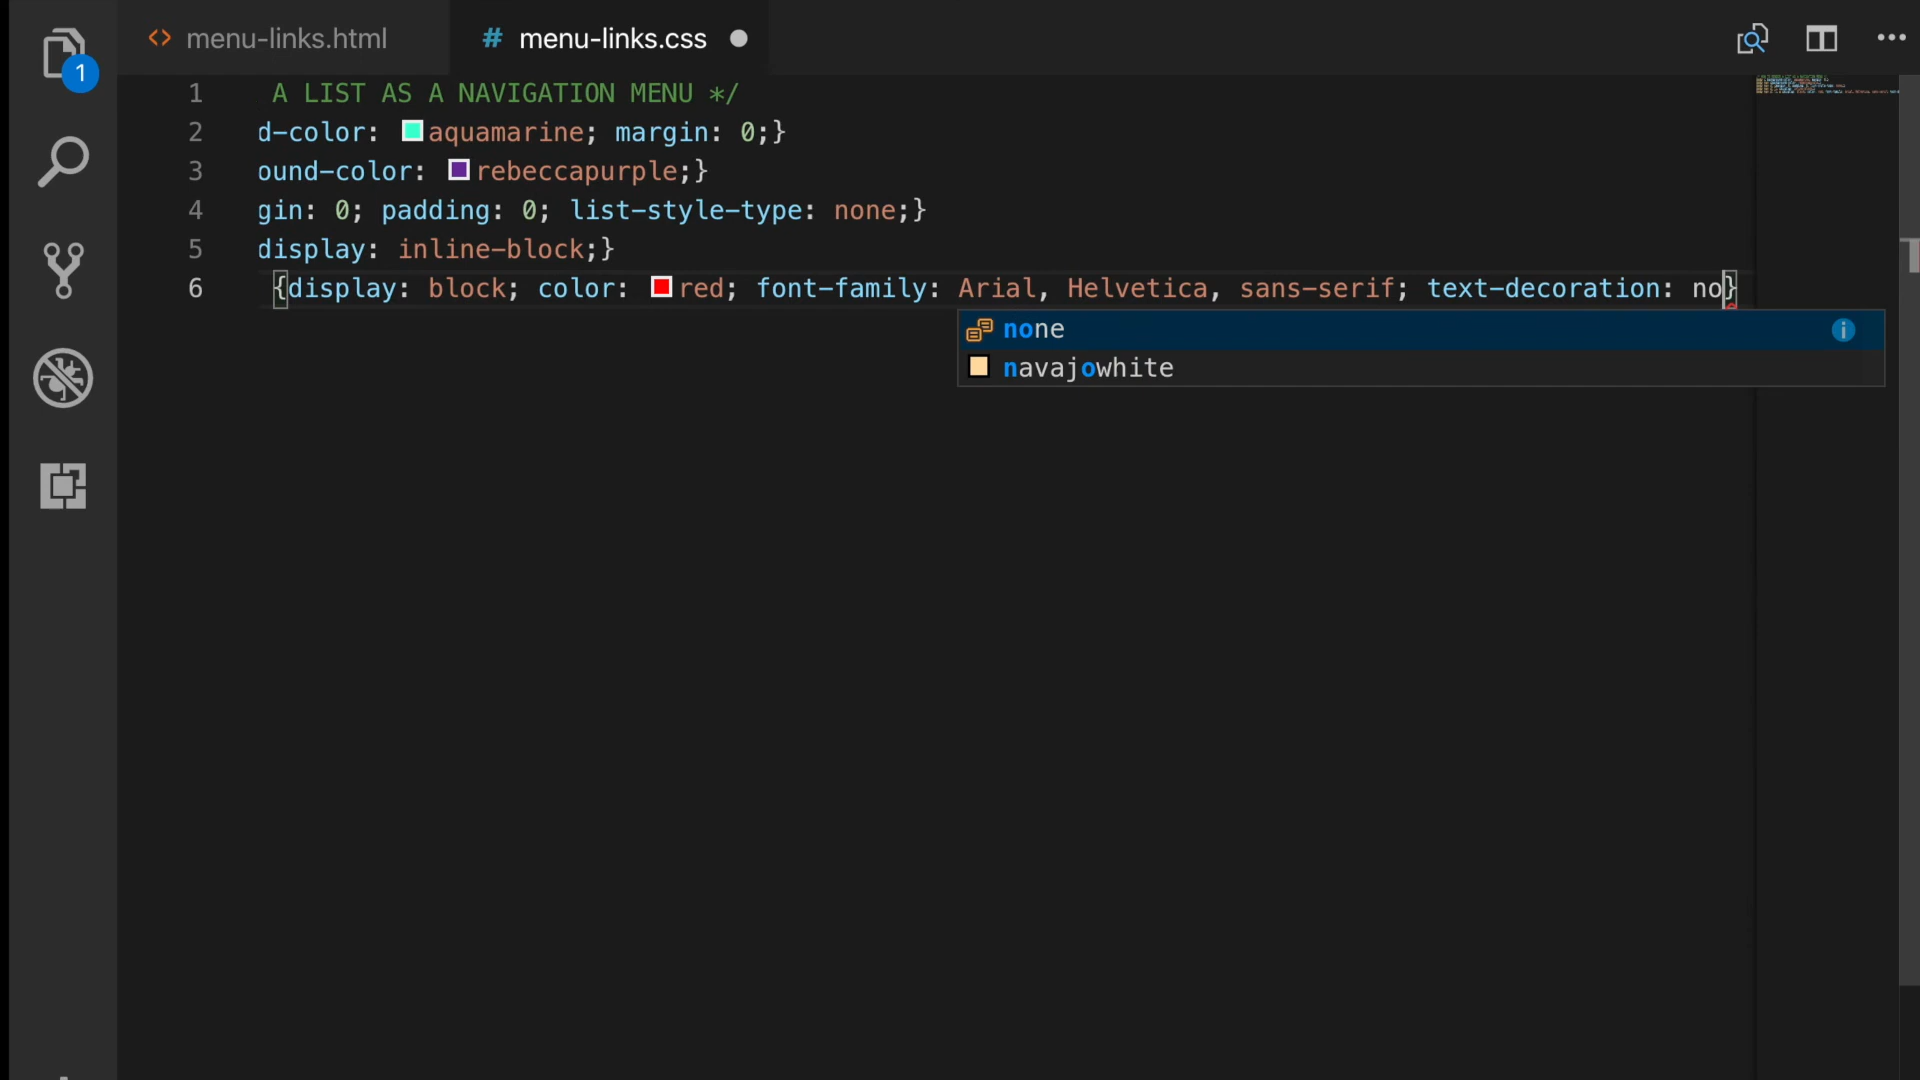 menu-links.html
menu-links.css
1
1 A LIST AS A NAVIGATION MENU */
2 d-color: aquamarine; margin: 0;}
3 ound-color: rebeccapurple;}
4 gin: 0; padding: 0; list-style-type: none;}
5 display: inline-block;}
6 {display: block; color: red; font-family: Arial, Helvetica, sans-serif; text-decoration: no}
none
navajowhite